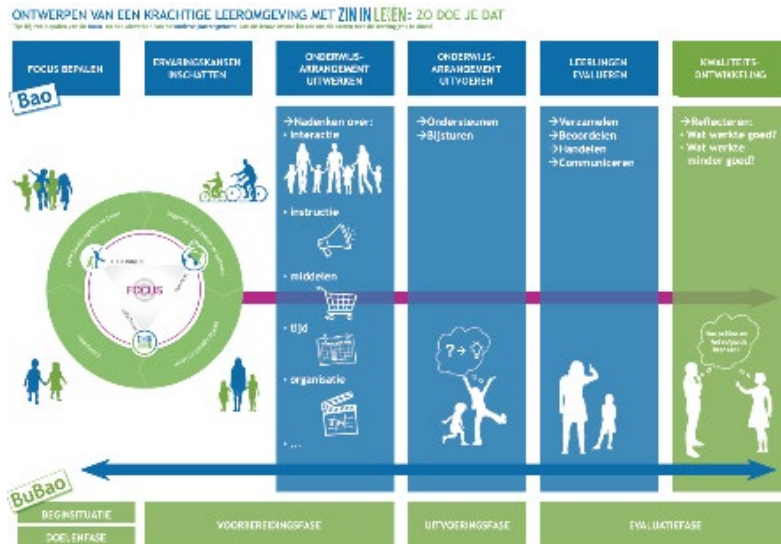 ONTWERPEN VAN EEN KRACHTIGE LEEROMGEVING MET ZIN IN LEREN: ZO DOE JE DAT
FOCUS BEPALEN
ERVARINGSKANSEN
INSCHATTEN
ONDERWIJS-
ARRANGEMENT
UITWERKEN
ONDERWIJS-
ARRANGEMENT
UITVOEREN
LEERLINGEN
EVALUEREN
KWALITEITS-
ONTWIKKELING
Bao
→Nadenken over:
• interactie
• instructie
• middelen
• tijd
• organisatie
• ...
→Ondersteunen
→Bijsturen
→Verzamelen
→Beoordelen
→Handelen
→Communiceren
→Reflecteren:
• Wat werkte goed?
• Wat werkte
minder goed?
FOCUS
? →
BuBao
BEGINSITUATIE
DOELENFASE
VOORBEREIDINGSFASE
UITVOERINGSFASE
EVALUATIEFASE